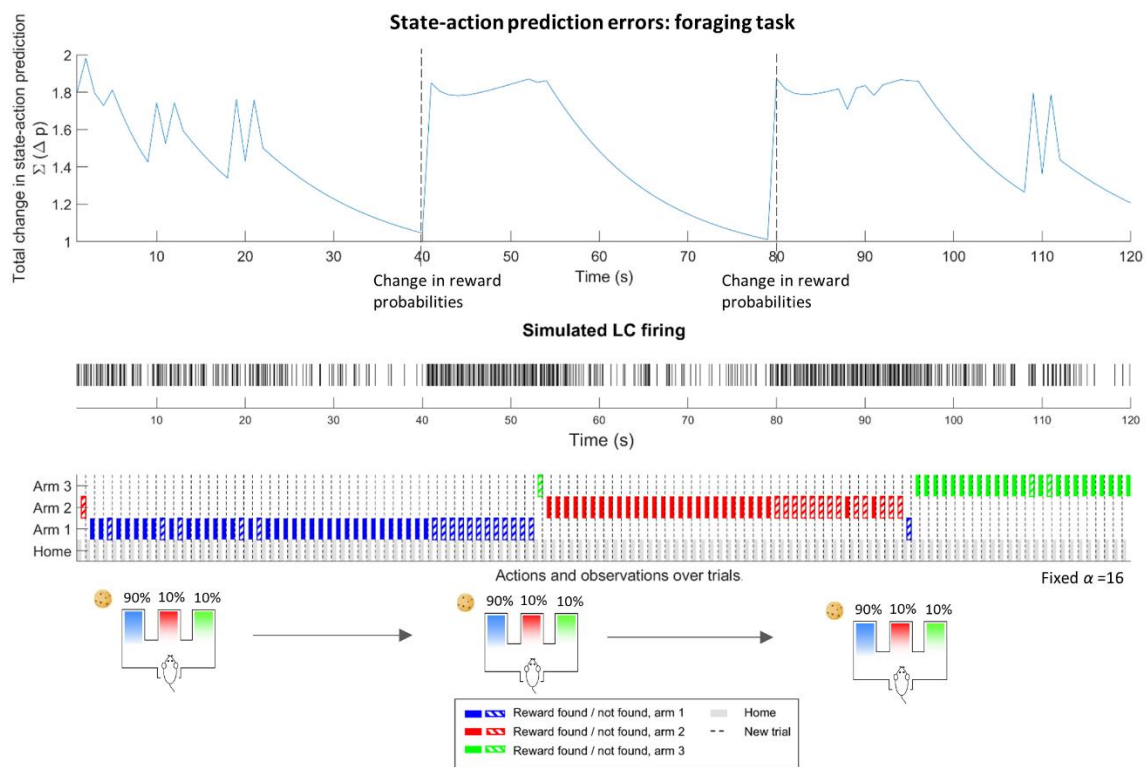 State-action prediction errors: foraging task
Total change in state-action prediction
Σ (Δ p)
2
1.8
1.6
1.4
1.2
1
10 20 30 40 50 60 70 80 90 100 110 120
Time (s)
Change in reward
probabilities
Change in reward
probabilities
Simulated LC firing
10 20 30 40 50 60 70 80 90 100 110 120
Time (s)
Arm 3
Arm 2
Arm 1
Home
Actions and observations over trials
Fixed α =16
90% 10% 10%
90% 10% 10%
90% 10% 10%
Reward found / not found, arm 1
Home
Reward found / not found, arm 2
New trial
Reward found / not found, arm 3